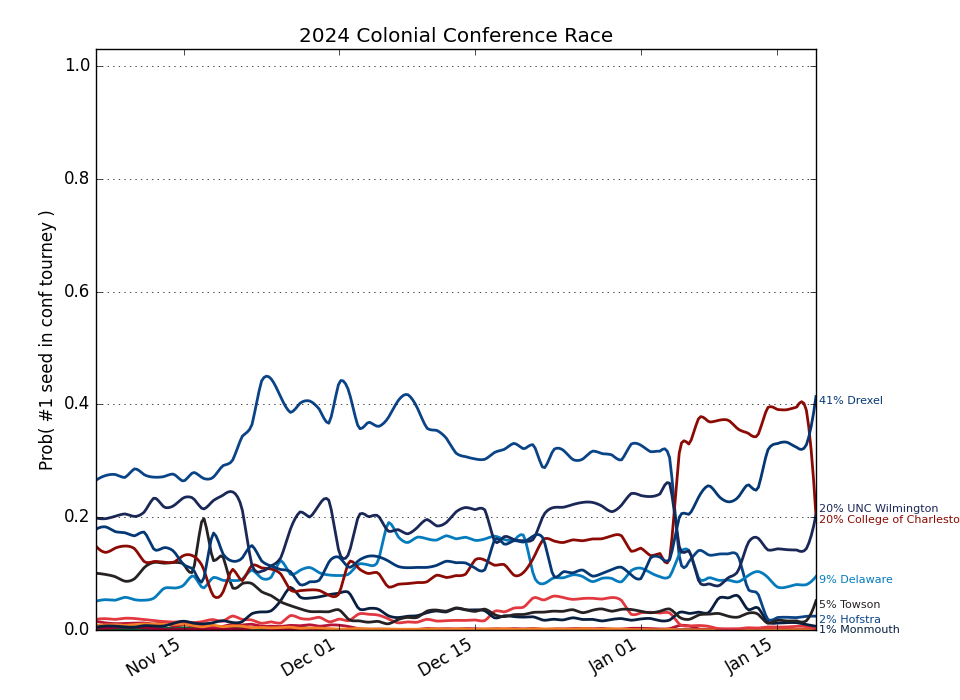 2024 Colonial Conference Race
Prob( #1 seed in conf tourney )
1.0
0.8
0.6
0.4
0.2
0.0
41% Drexel
20% UNC Wilmington
20% College of Charlesto
9% Delaware
5% Towson
2% Hofstra
1% Monmouth
Nov 15
Dec 01
Dec 15
Jan 01
Jan 15